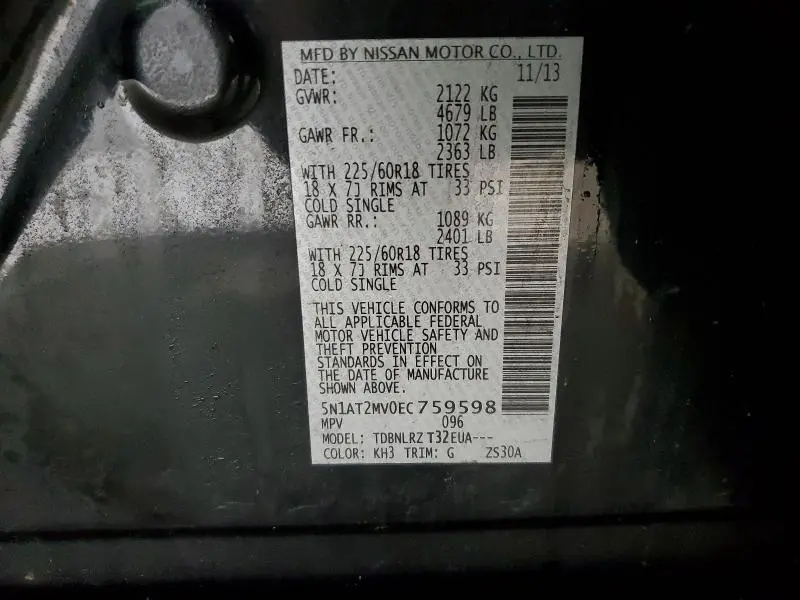 MFD BY NISSAN MOTOR CO., LTD.
DATE: 11/13
GVWR: 2122 KG
4679 LB
GAWR FR.: 1072 KG
2363 LB
WITH 225/60R18 TIRES
18 X 7J RIMS AT 33 PSI
COLD SINGLE
GAWR RR.: 1089 KG
2401 LB
WITH 225/60R18 TIRES
18 X 7J RIMS AT 33 PSI
COLD SINGLE
THIS VEHICLE CONFORMS TO
ALL APPLICABLE FEDERAL
MOTOR VEHICLE SAFETY AND
THEFT PREVENTION
STANDARDS IN EFFECT ON
THE DATE OF MANUFACTURE
SHOWN ABOVE.
5N1AT2MV0EC759598
MPV 096
MODEL: TDBNLRZ T32EUA---
COLOR: KH3 TRIM: G ZS30A